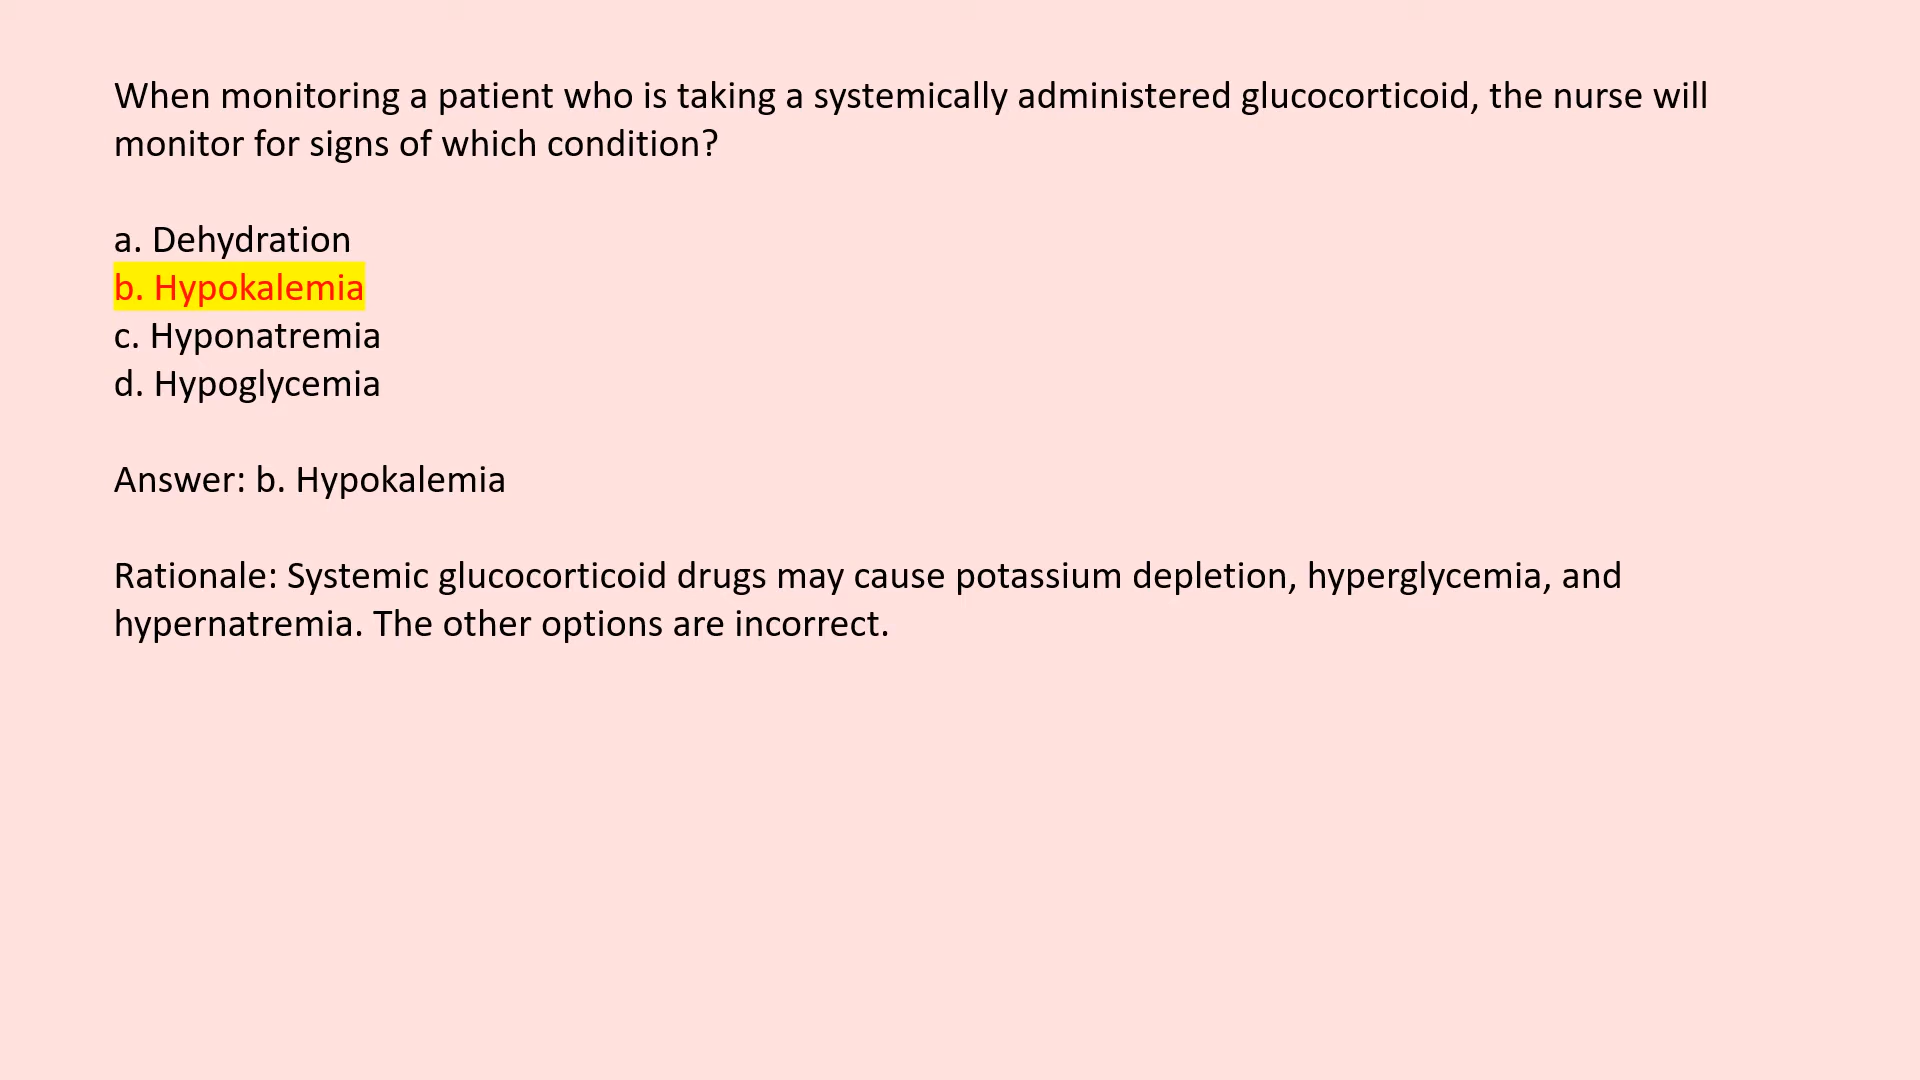 When monitoring a patient who is taking a systemically administered glucocorticoid, the nurse will
monitor for signs of which condition?
a. Dehydration
b. Hypokalemia
c. Hyponatremia
d. Hypoglycemia
Answer: b. Hypokalemia
Rationale: Systemic glucocorticoid drugs may cause potassium depletion, hyperglycemia, and
hypernatremia. The other options are incorrect.